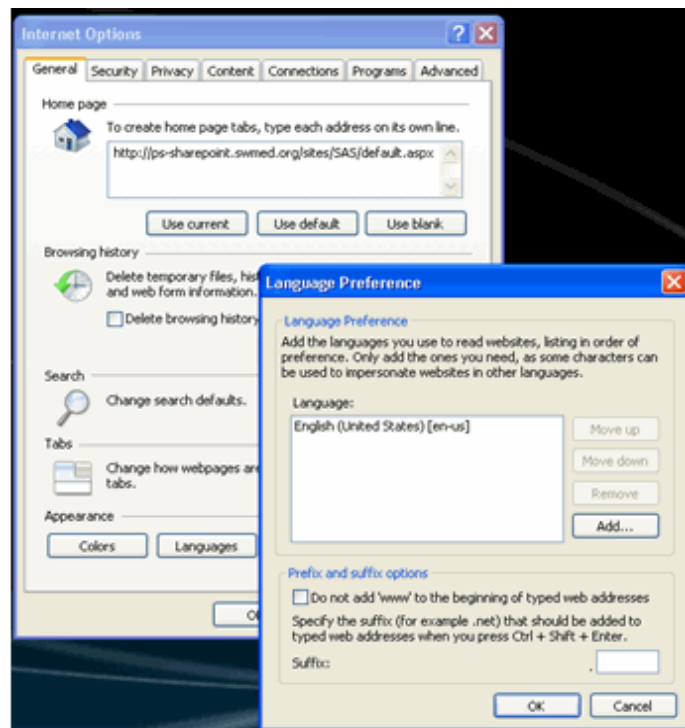 Internet Options
General Security Privacy Content Connections Programs Advanced
Home page
To create home page tabs, type each address on its own line.
http://ps-sharepoint.swmed.org/sites/SAS/default.aspx
Use current Use default Use blank
Browsing history
Delete temporary files,
and web form information.
Delete browsing history
Search
Change search defaults.
Tabs
Change how webpages are
tabs.
Appearance
Colors Languages
Language Preference
Language Preference
Add the languages you use to read websites, listing in order of
preference. Only add the ones you need, as some characters can
be used to impersonate websites in other languages.
Language:
English (United States) [en-us]
Move up
Move down
Remove
Add...
Prefix and suffix options
Do not add 'www' to the beginning of typed web addresses
Specify the suffix (for example .net) that should be added to
typed web addresses when you press Ctrl + Shift + Enter.
Suffix: .
OK Cancel